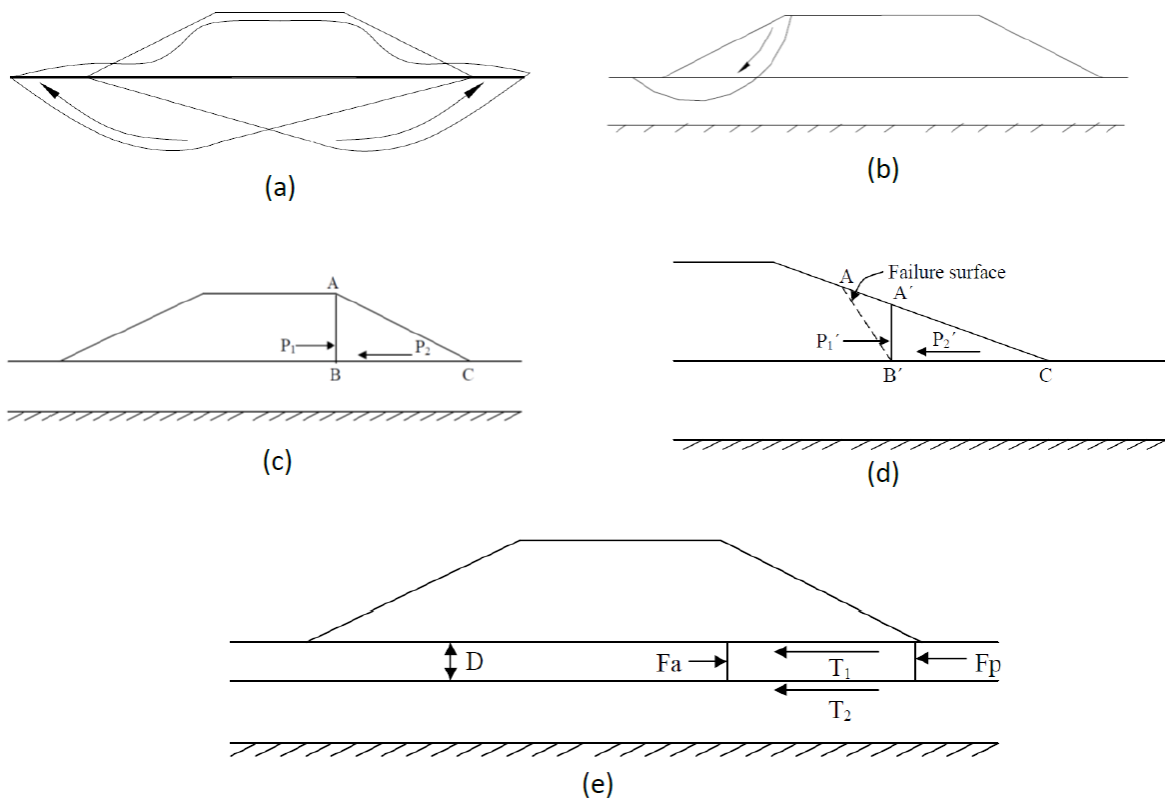 (a)
(b)
A
P₁ P₂
B C
(c)
A Failure surface
A´
P₁´ P₂´
B´ C
(d)
D Fa T₁ Fp
T₂
(e)